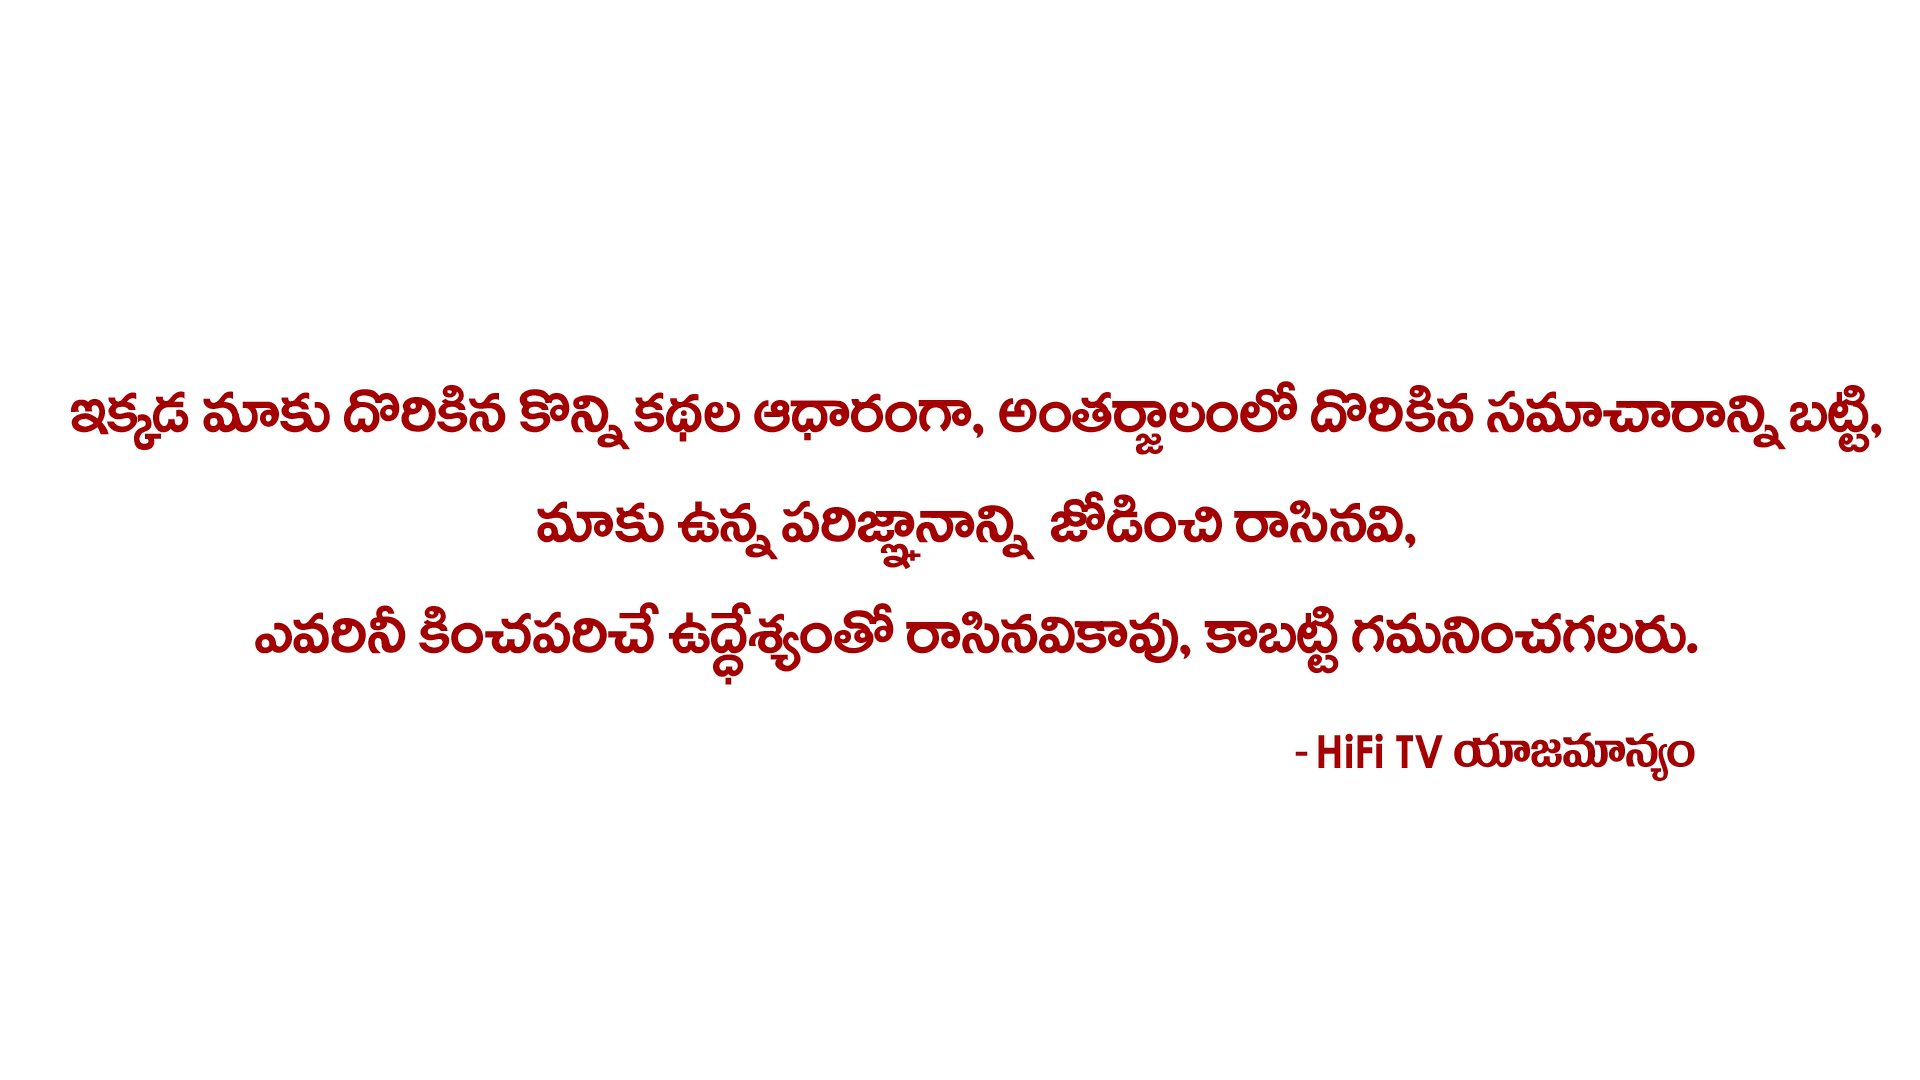 ఇక్కడ మాకు దొరికిన కొన్ని కథల ఆధారంగా, అంతర్జాలంలో దొరికిన సమాచారాన్ని బట్టి,
మాకు ఉన్న పరిజ్ఞానాన్ని జోడించి రాసినవి,
ఎవరినీ కించపరిచే ఉద్ధేశ్యంతో రాసినవికావు, కాబట్టి గమనించగలరు.
- HiFi TV యాజమాన్యం